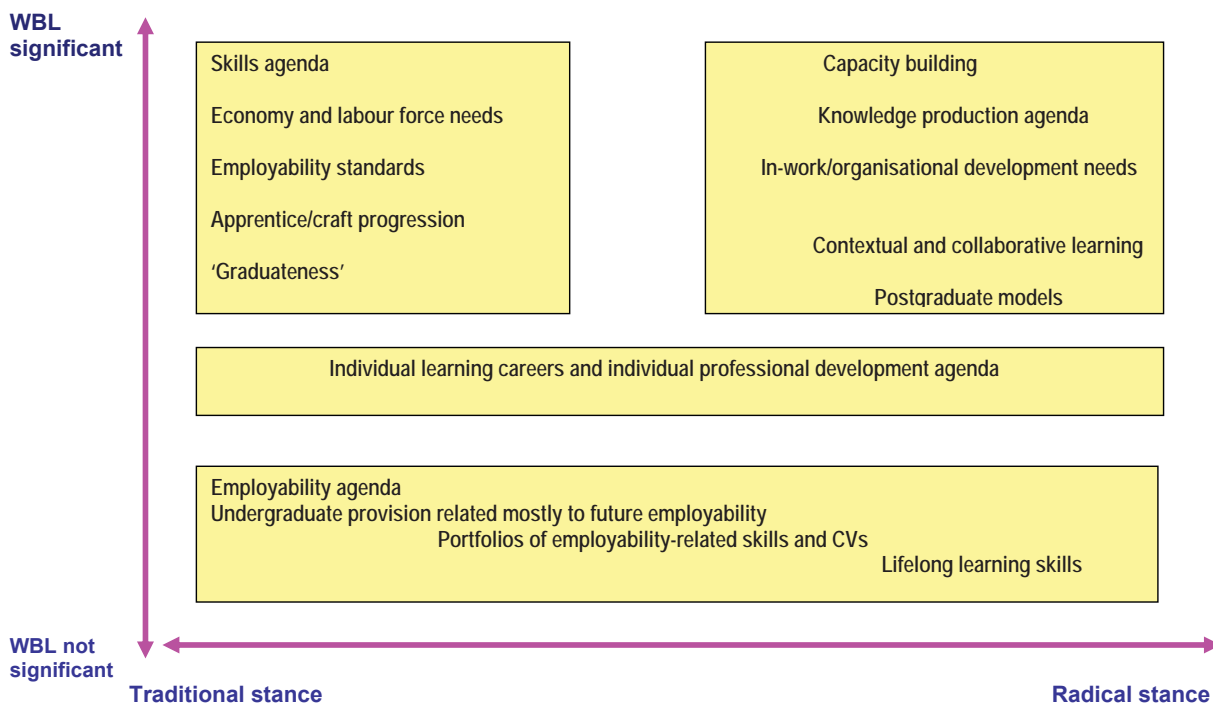 WBL
significant
Skills agenda
Economy and labour force needs
Employability standards
Apprentice/craft progression
‘Graduateness’
Capacity building
Knowledge production agenda
In-work/organisational development needs
Contextual and collaborative learning
Postgraduate models
Individual learning careers and individual professional development agenda
Employability agenda
Undergraduate provision related mostly to future employability
Portfolios of employability-related skills and CVs
Lifelong learning skills
WBL not
significant
Traditional stance
Radical stance